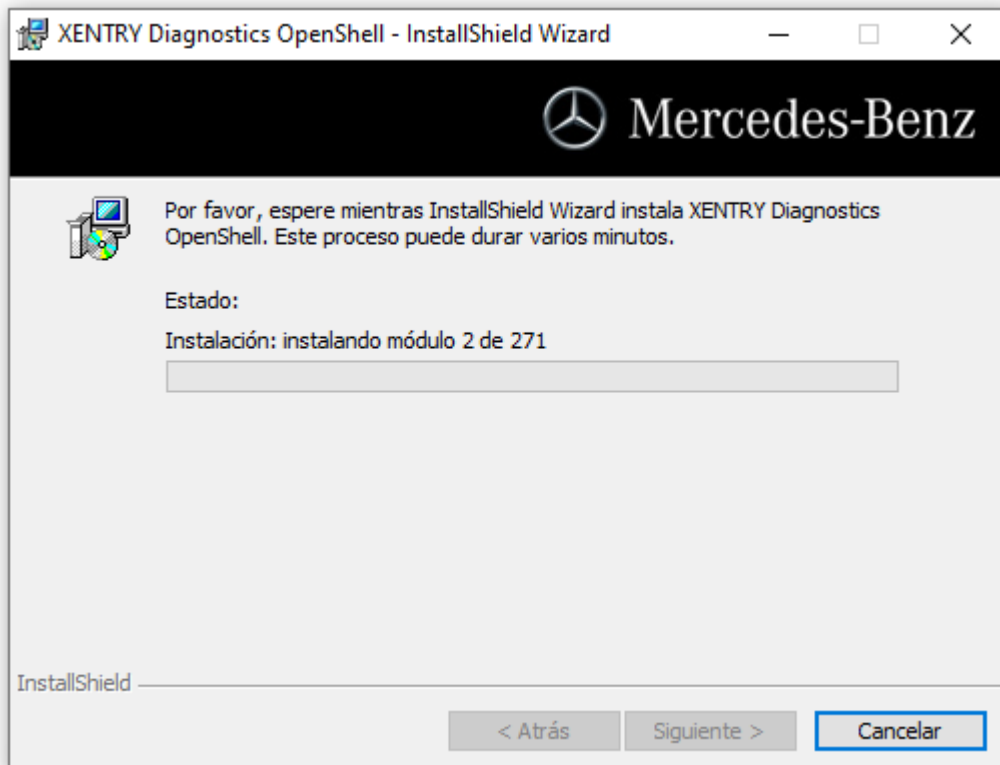 XENTRY Diagnostics OpenShell - InstallShield Wizard
Mercedes-Benz
Por favor, espere mientras InstallShield Wizard instala XENTRY Diagnostics
OpenShell. Este proceso puede durar varios minutos.
Estado:
Instalación: instalando módulo 2 de 271
InstallShield
< Atrás
Siguiente >
Cancelar